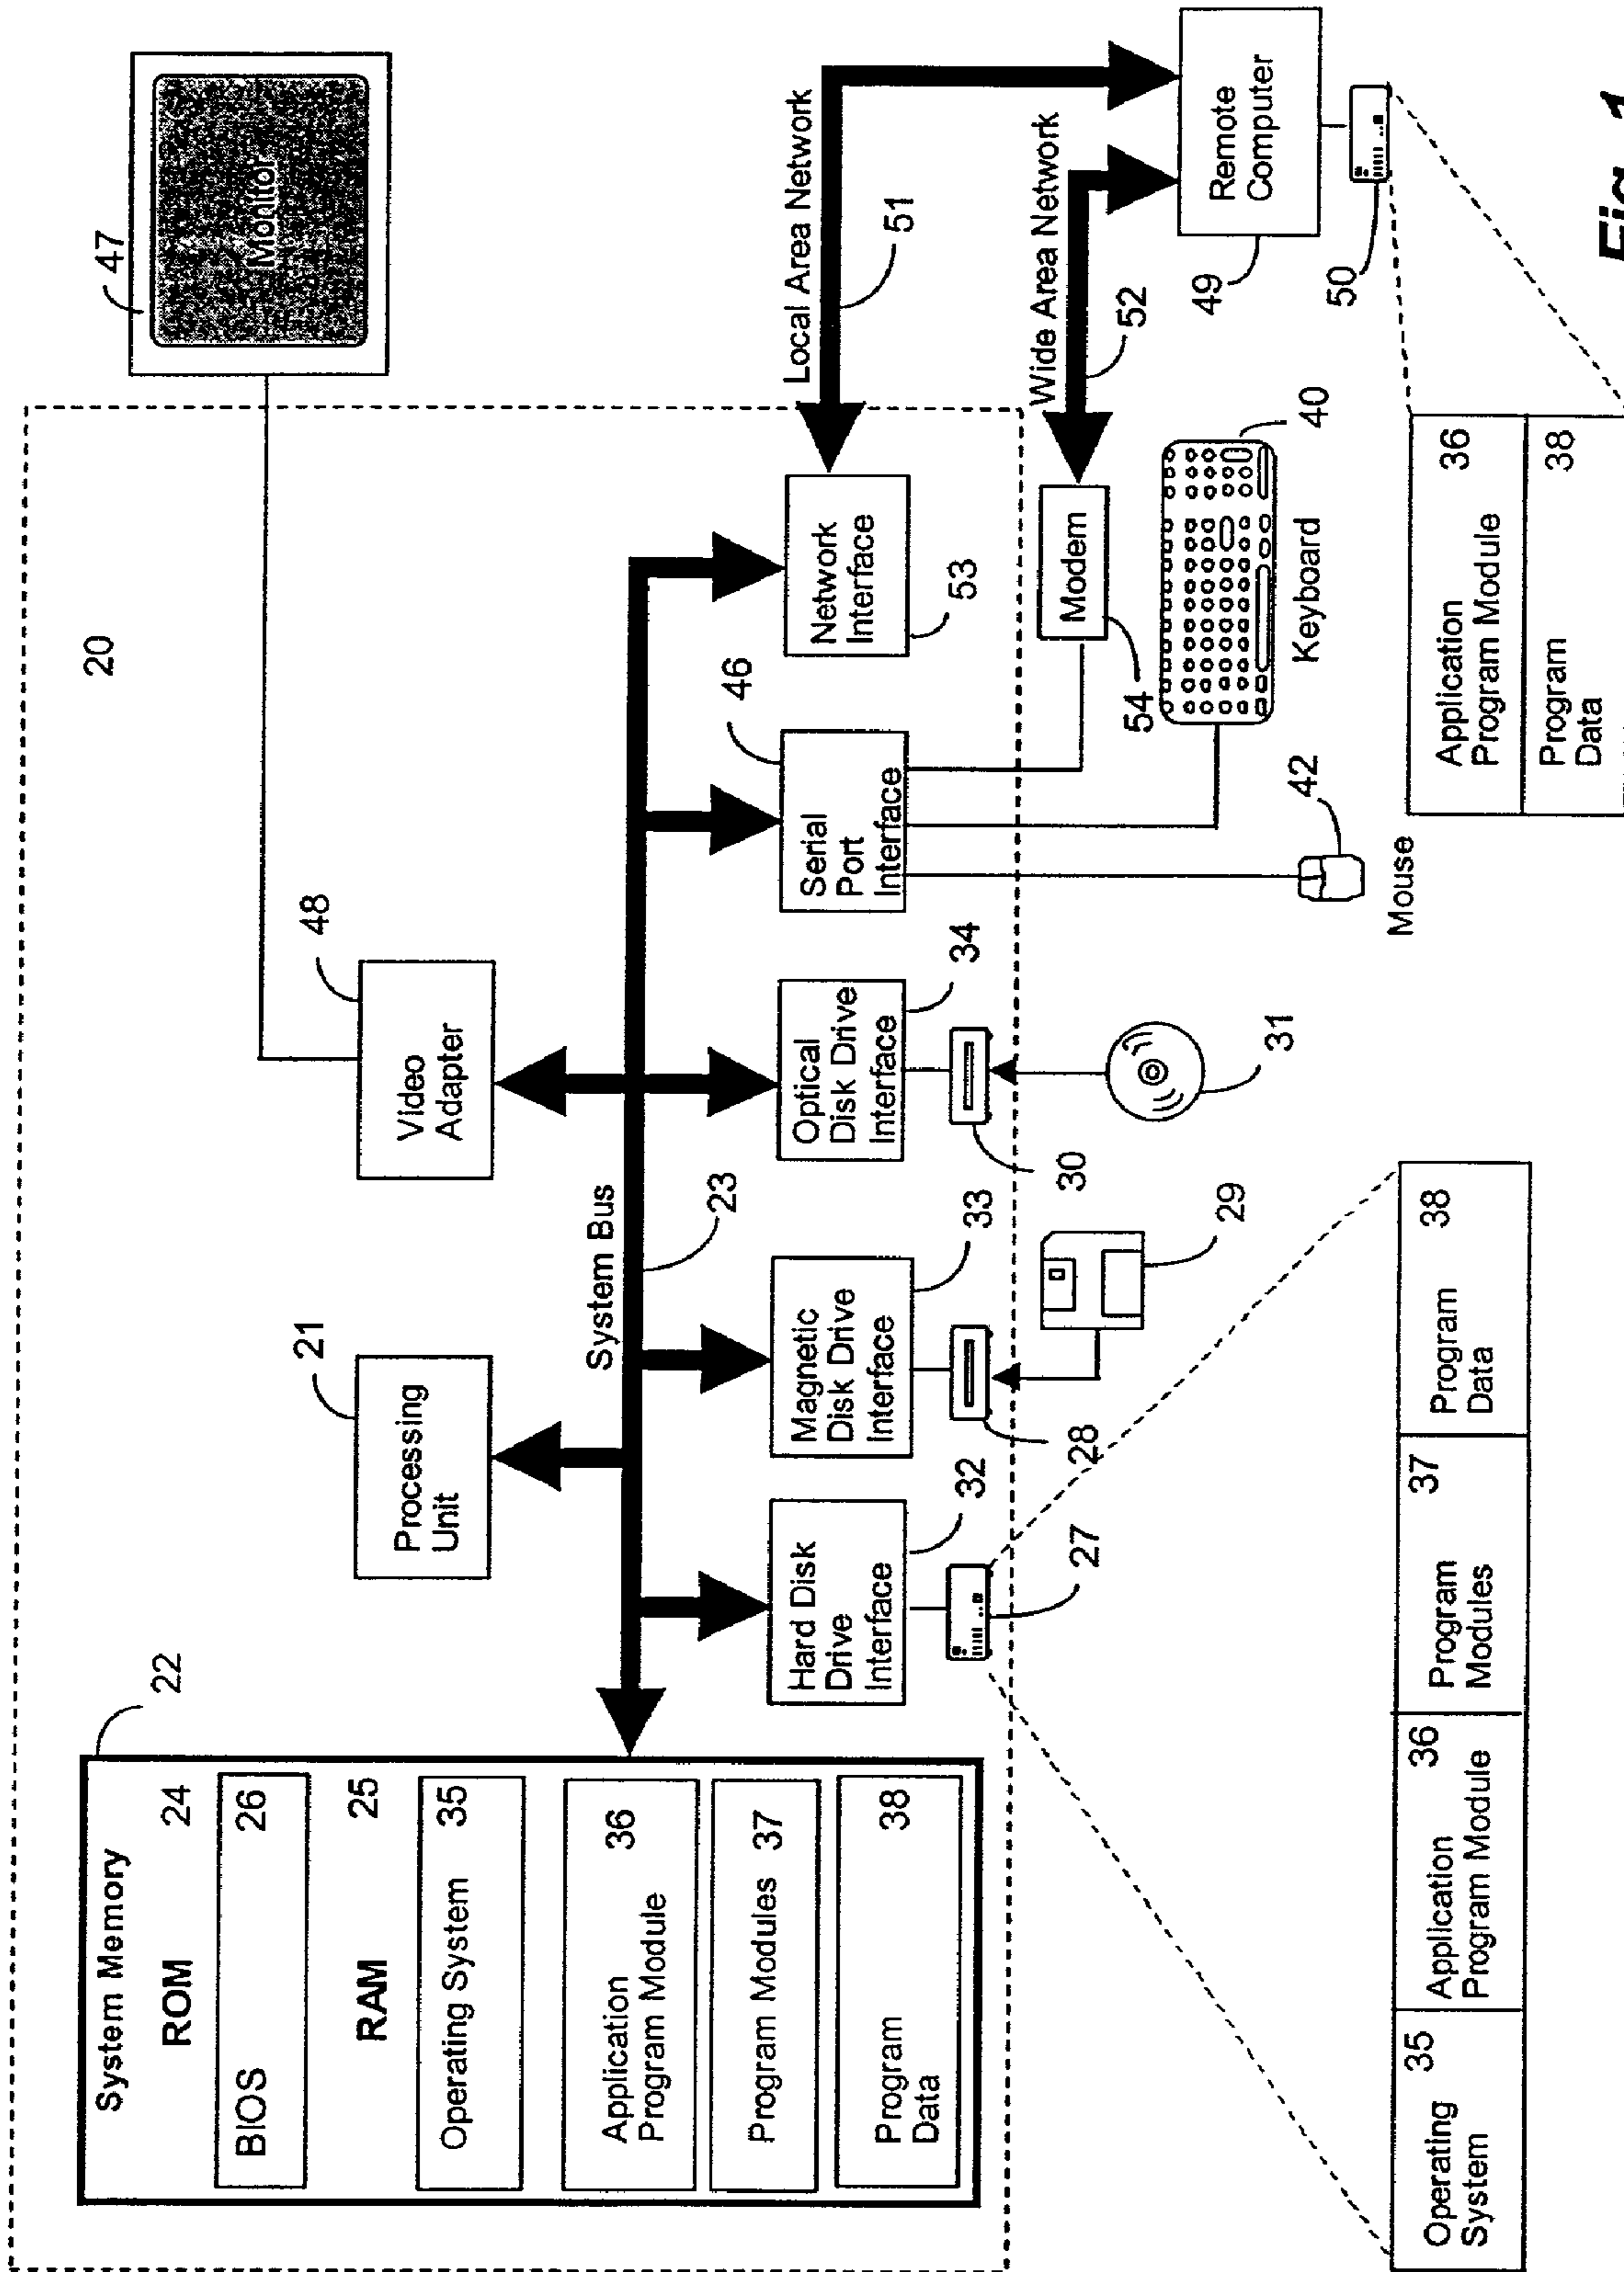 20
System Memory
ROM 24
BIOS 26
RAM 25
Operating System 35
Application
Program Module
36
Program Modules 37
Program
Data
38
22
Processing
Unit
21
Video
Adapter
48
47
Monitor
System Bus
23
Hard Disk
Drive
Interface
32
Magnetic
Disk Drive
Interface
33
Optical
Disk Drive
Interface
34
Serial
Port
Interface
46
Network
Interface
53
Local Area Network
51
27
28
30
29
31
Modem
54
Wide Area Network
52
Keyboard
40
Mouse
42
Remote
Computer
49
50
Operating
System
35
Application
Program Module
36
Program
Modules
37
Program
Data
38
Application
Program Module
36
Program
Data
38
Fig. 1